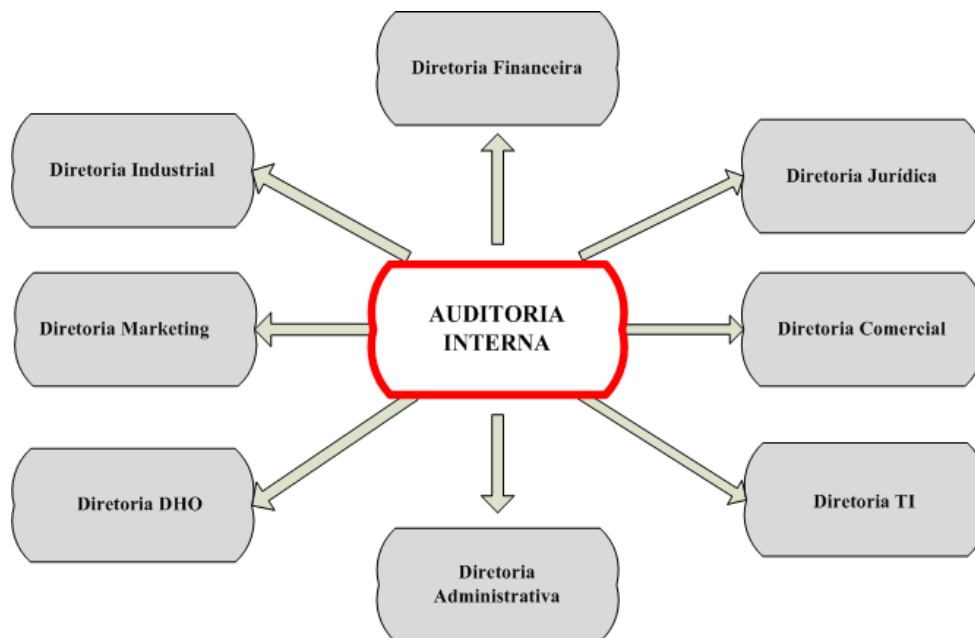 Diretoria Financeira
Diretoria Industrial
Diretoria Jurídica
AUDITORIA
INTERNA
Diretoria Marketing
Diretoria Comercial
Diretoria DHO
Diretoria TI
Diretoria
Administrativa